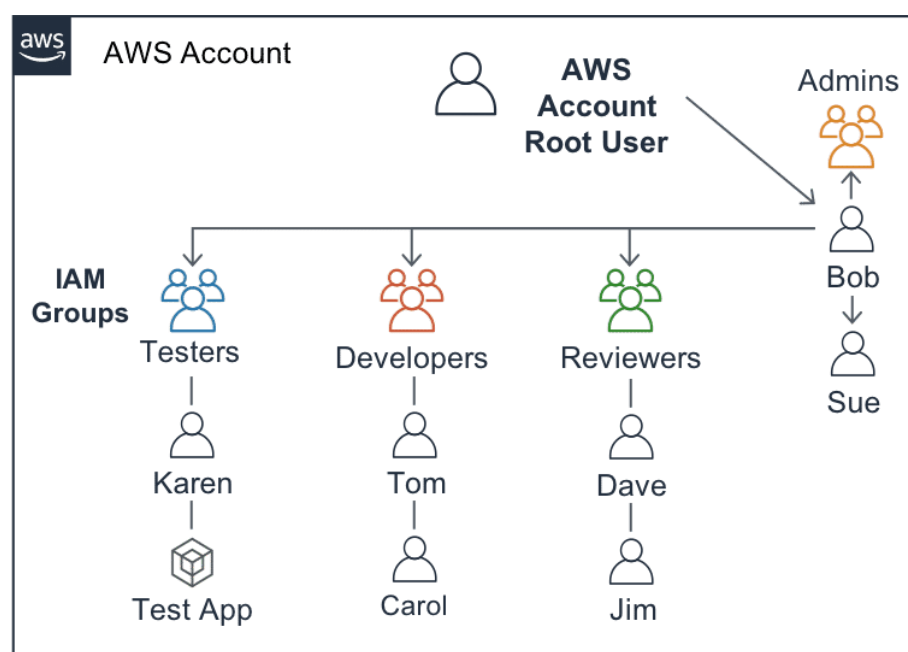 aws
AWS Account
AWS
Account
Root User
Admins
Bob
Sue
IAM
Groups
Testers
Developers
Reviewers
Karen
Tom
Dave
Test App
Carol
Jim